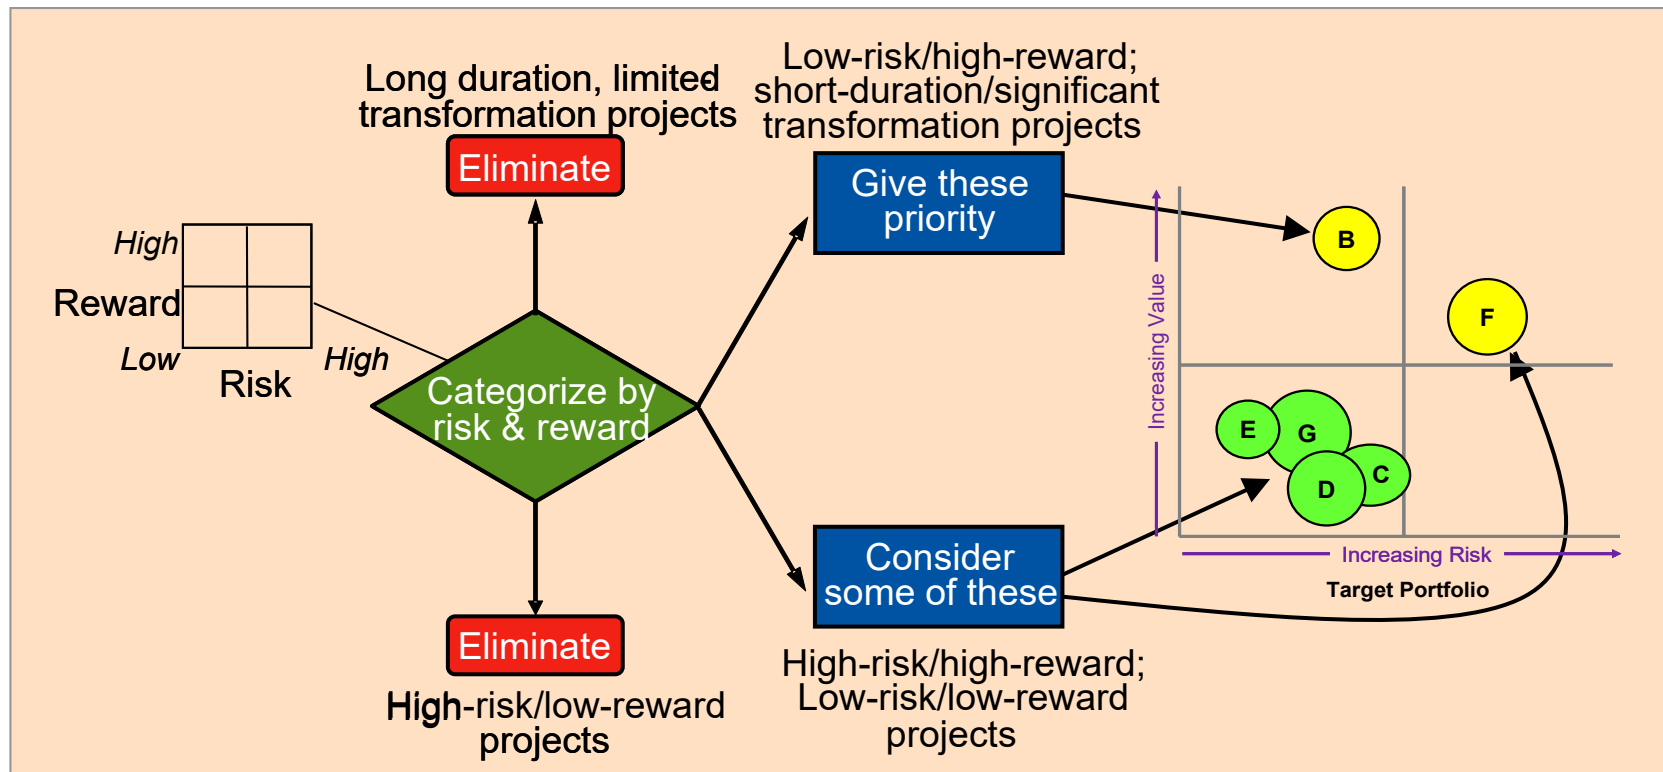 Long duration, limited
transformation projects
Eliminate
Low-risk/high-reward;
short-duration/significant
transformation projects
Give these
priority
High
Reward
Low
High
Risk
Categorize by
risk & reward
Increasing Value
B
F
E
G
C
D
Increasing Risk
Target Portfolio
Consider
some of these
Eliminate
High-risk/low-reward
projects
High-risk/high-reward;
Low-risk/low-reward
projects